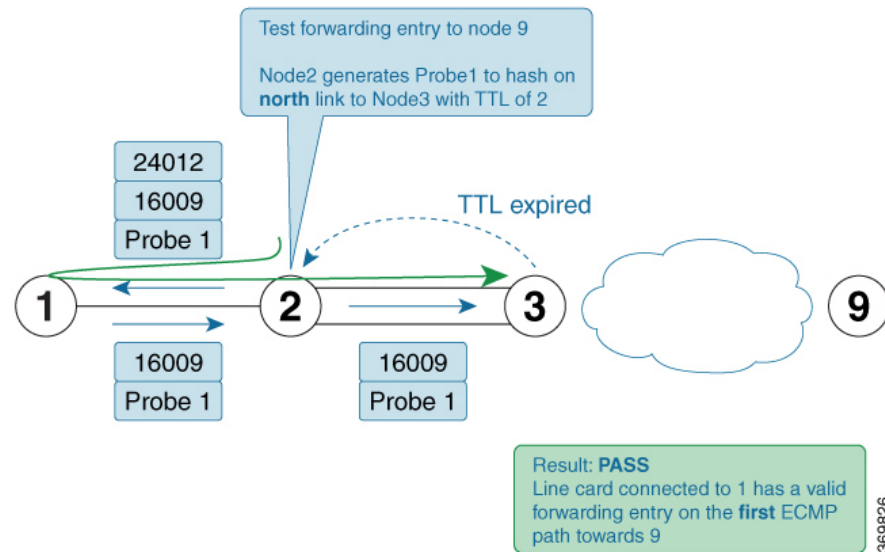 Test forwarding entry to node 9
Node2 generates Probe1 to hash on
north link to Node3 with TTL of 2
24012
16009
Probe 1
TTL expired
1
2
3
9
16009
Probe 1
16009
Probe 1
Result: PASS
Line card connected to 1 has a valid
forwarding entry on the first ECMP
path towards 9
369826